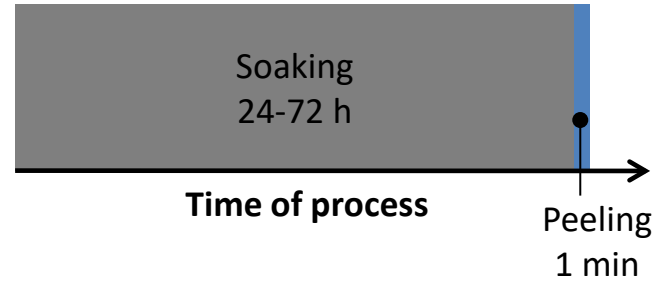 Soaking
24-72 h
Time of process
Peeling
1 min